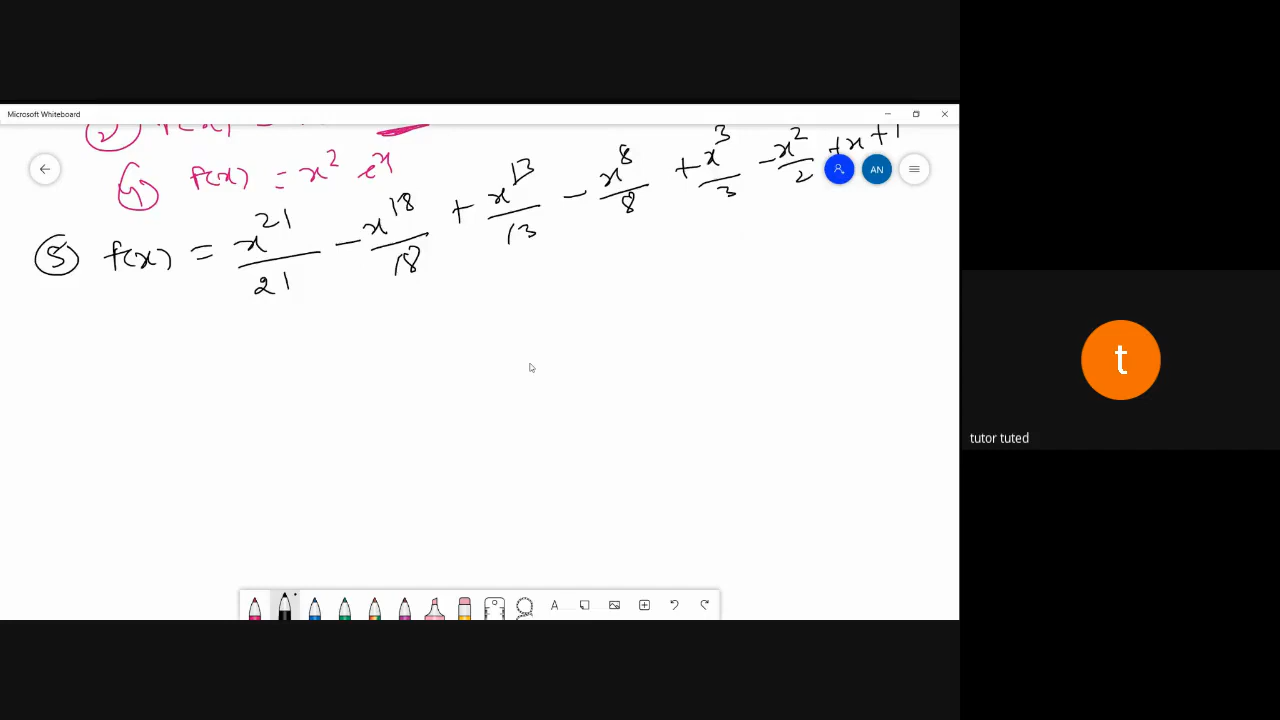 Microsoft Whiteboard
② f(x) =
④ f(x) = x² eˣ
⑤ f(x) = x²¹/21 − x¹⁸/18 + x¹³/13 − x⁸/8 + x³/3 − x²/2 + x + 1
AN
t
tutor tuted
A